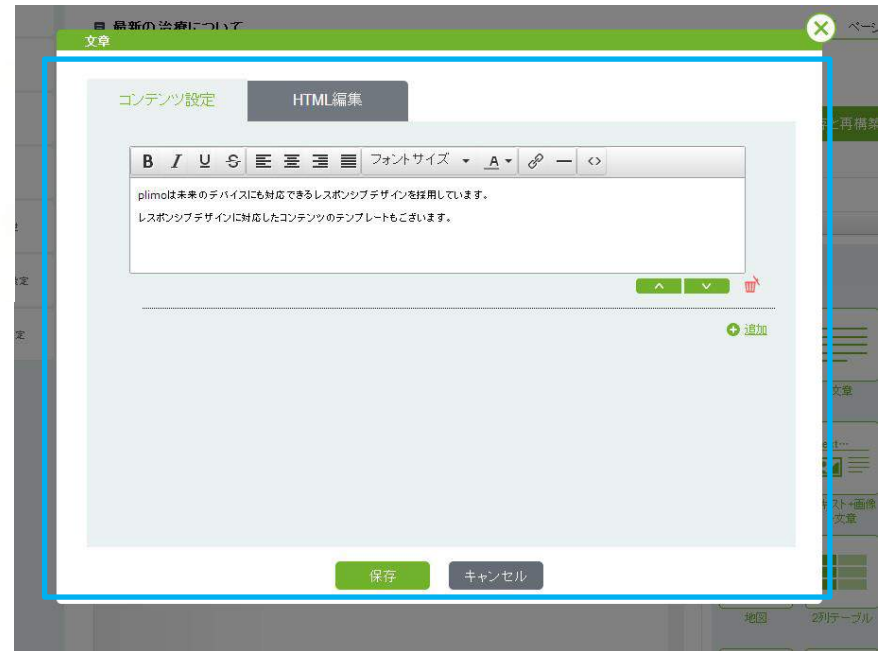 最新の治療について
ページ
文章
コンテンツ設定
HTML編集
と再構築
B I U S フォントサイズ A
plimoは未来のデバイスにも対応できるレスポンシブデザインを採用しています。
レスポンシブデザインに対応したコンテンツのテンプレートもございます。
定
定
追加
文章
キスト+画像
文章
保存
キャンセル
地図
2列テーブル